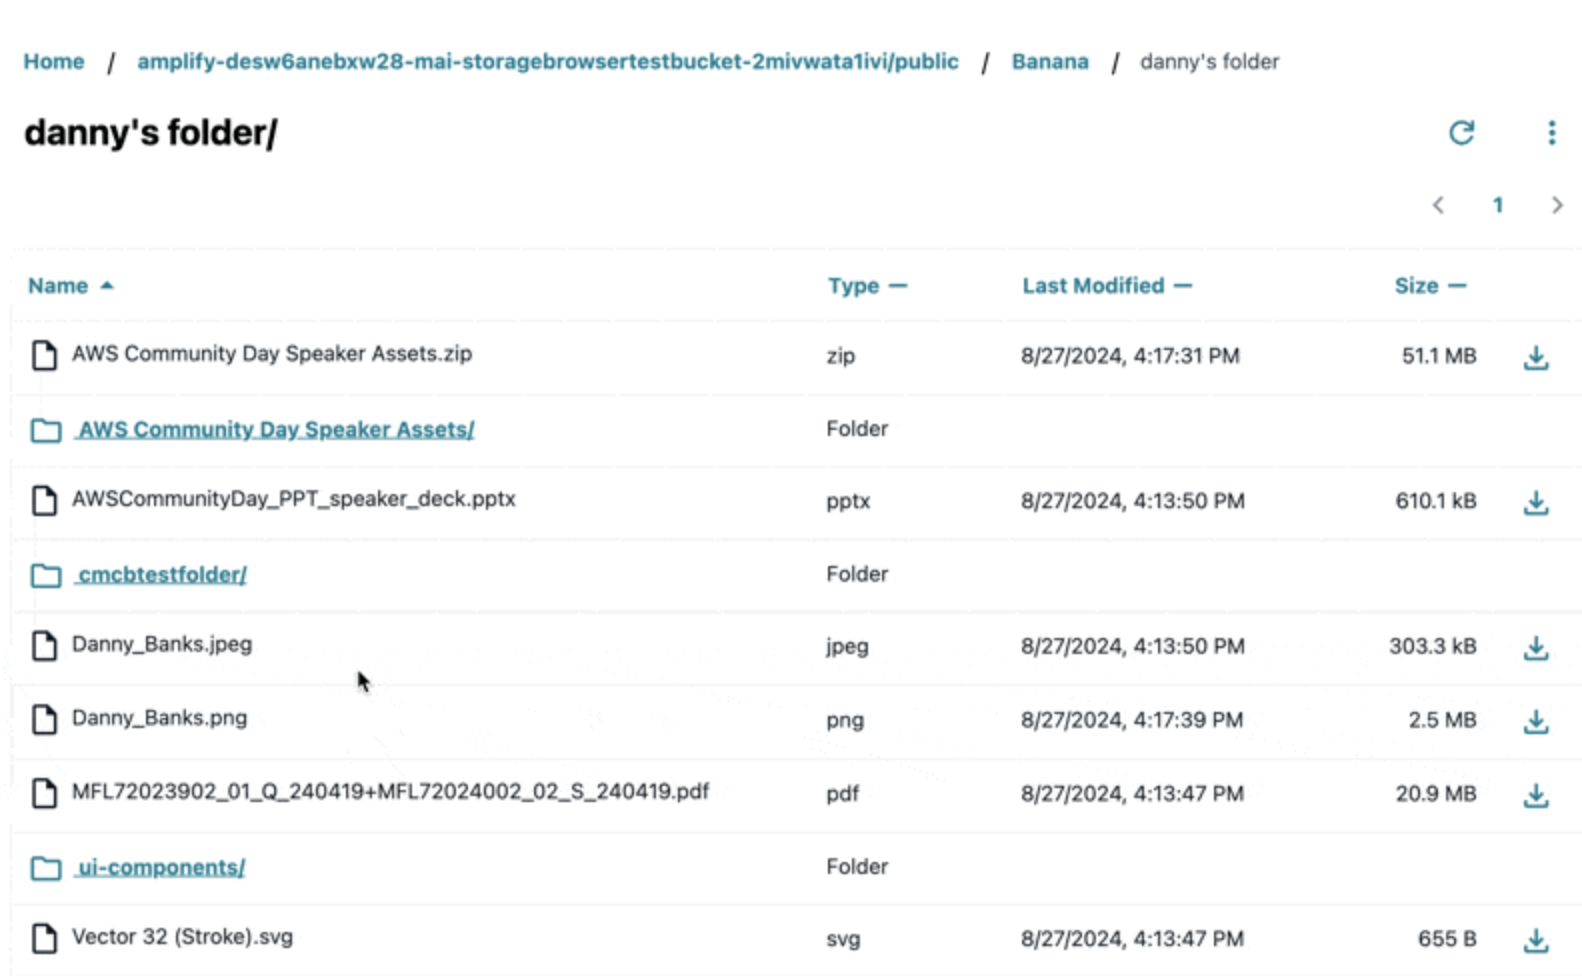 Home / amplify-desw6anebxw28-mai-storagebrowsertestbucket-2mivwata1ivi/public / Banana / danny's folder
danny's folder/
1
Name Type Last Modified Size
AWS Community Day Speaker Assets.zip zip 8/27/2024, 4:17:31 PM 51.1 MB
AWS Community Day Speaker Assets/ Folder
AWSCommunityDay_PPT_speaker_deck.pptx pptx 8/27/2024, 4:13:50 PM 610.1 kB
cmcbtestfolder/ Folder
Danny_Banks.jpeg jpeg 8/27/2024, 4:13:50 PM 303.3 kB
Danny_Banks.png png 8/27/2024, 4:17:39 PM 2.5 MB
MFL72023902_01_Q_240419+MFL72024002_02_S_240419.pdf pdf 8/27/2024, 4:13:47 PM 20.9 MB
ui-components/ Folder
Vector 32 (Stroke).svg svg 8/27/2024, 4:13:47 PM 655 B